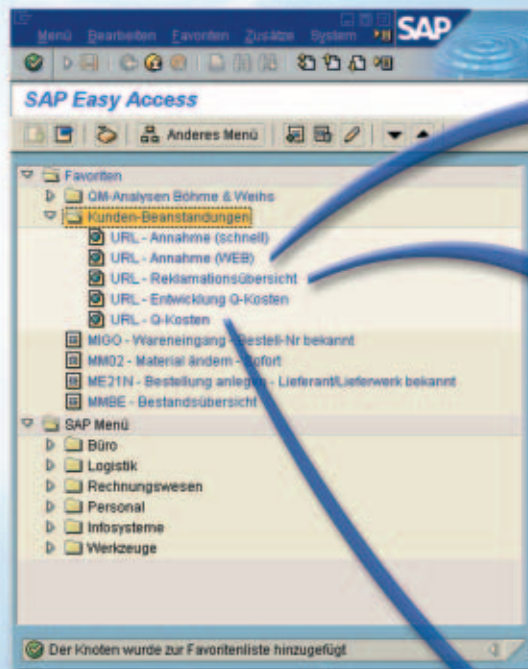 Menü Bearbeiten Favoriten Zusätze System SAP
SAP Easy Access
Anderes Menü
Favoriten
QM-Analysen Böhme & Weihs
Kunden-Beanstandungen
URL - Annahme (schnell)
URL - Annahme (WEB)
URL - Reklamationsübersicht
URL - Entwicklung Q-Kosten
URL - Q-Kosten
MIGO - Wareneingang - Bestell-Nr bekannt
MM02 - Material ändern - Sofort
ME21N - Bestellung anlegen - Lieferant/Lieferwerk bekannt
MMBE - Bestandsübersicht
SAP Menü
Büro
Logistik
Rechnungswesen
Personal
Infosysteme
Werkzeuge
Der Knoten wurde zur Favoritenliste hinzugefügt